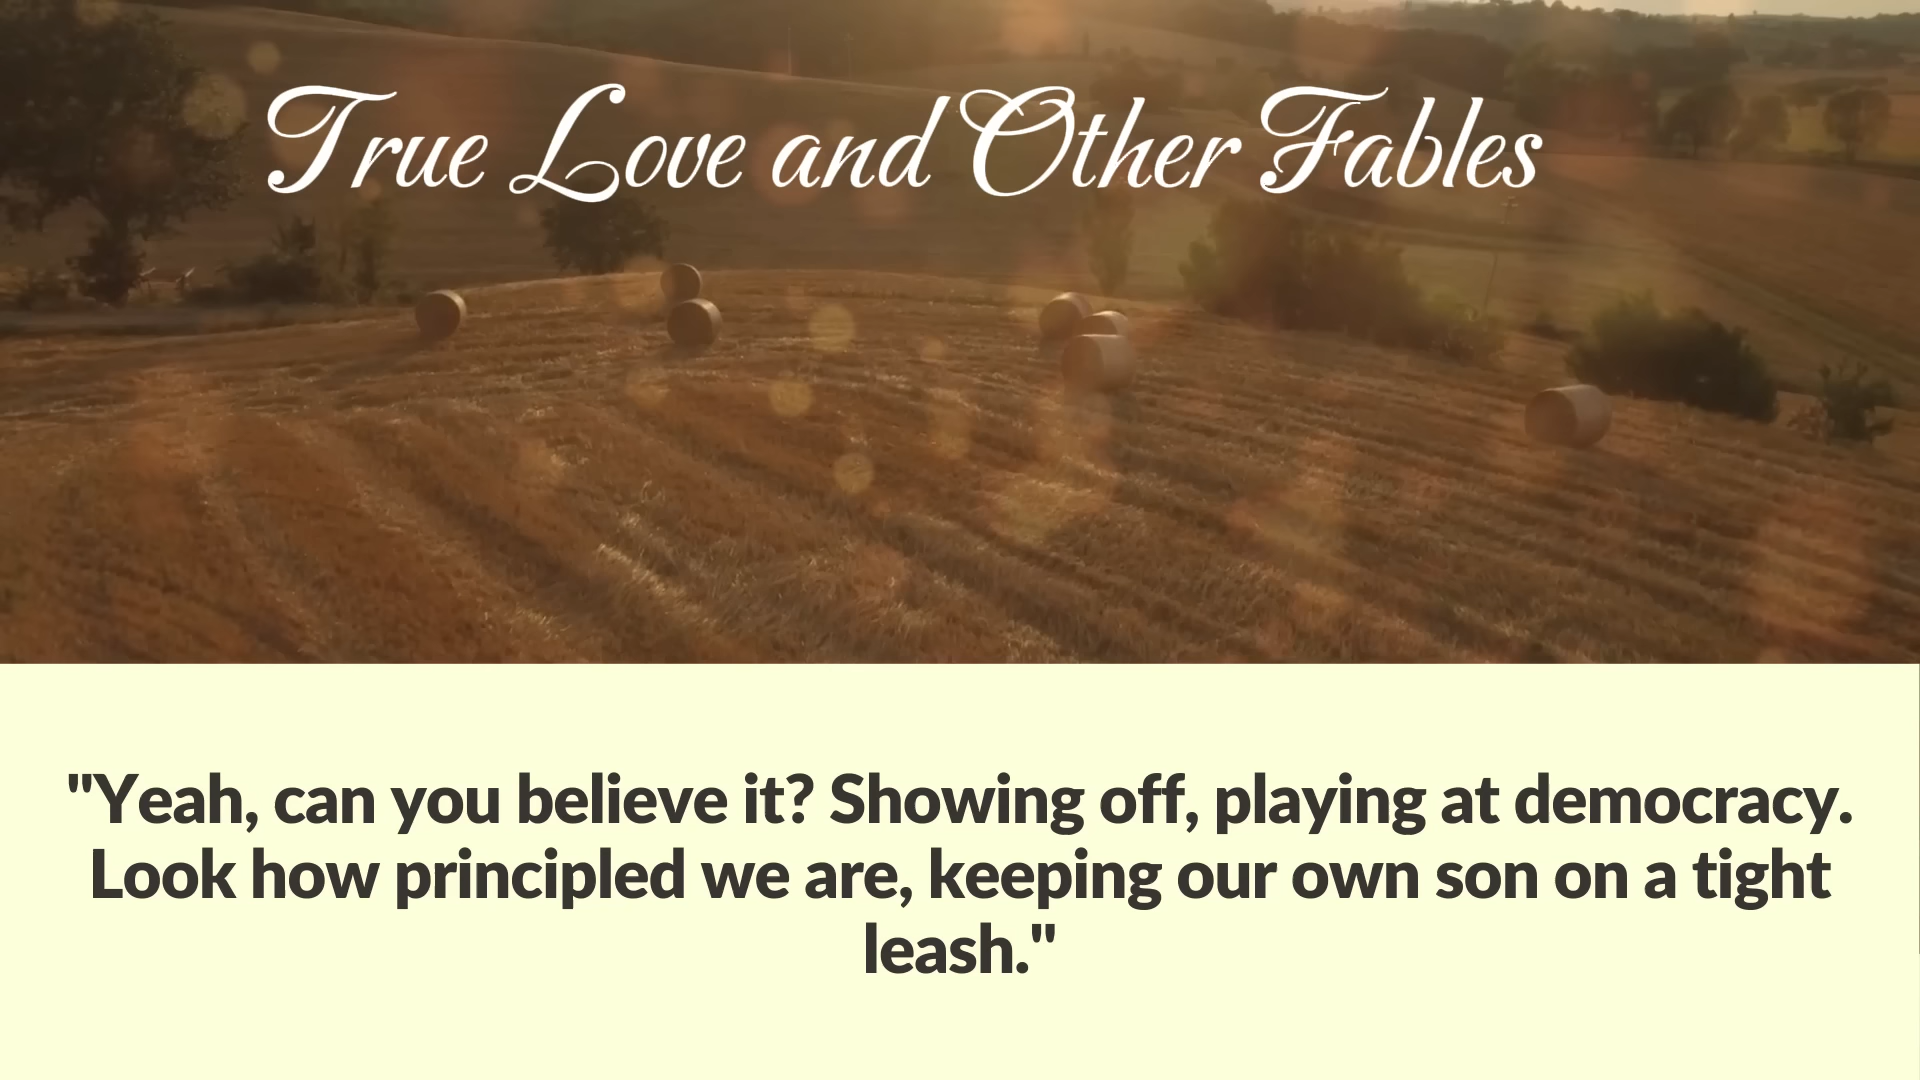 True Love and Other Fables
"Yeah, can you believe it? Showing off, playing at democracy.
Look how principled we are, keeping our own son on a tight
leash."